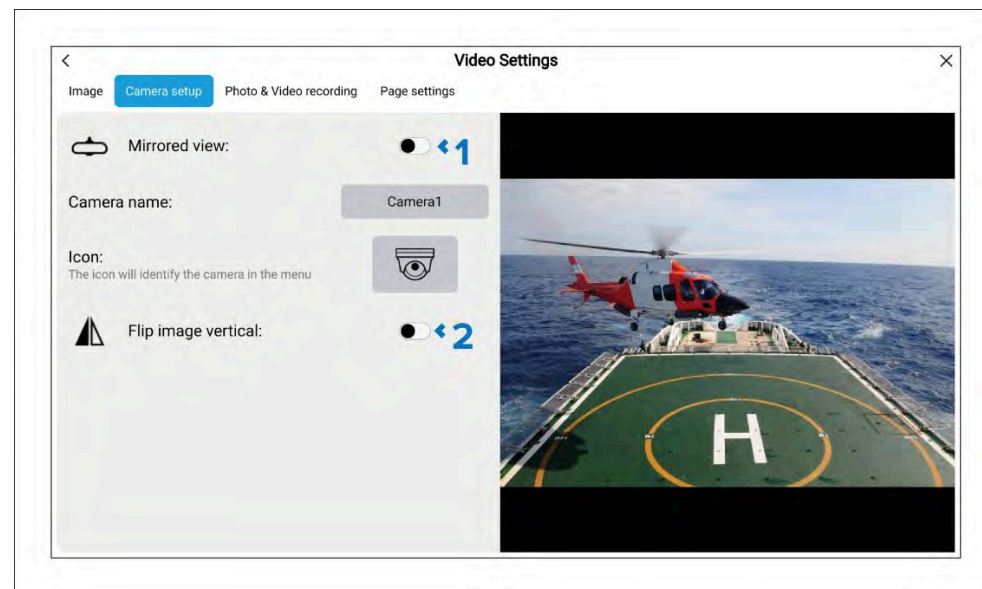 Video Settings
Image Camera setup Photo & Video recording Page settings
Mirrored view:
1
Camera name: Camera1
Icon:
The icon will identify the camera in the menu
Flip image vertical:
2
H